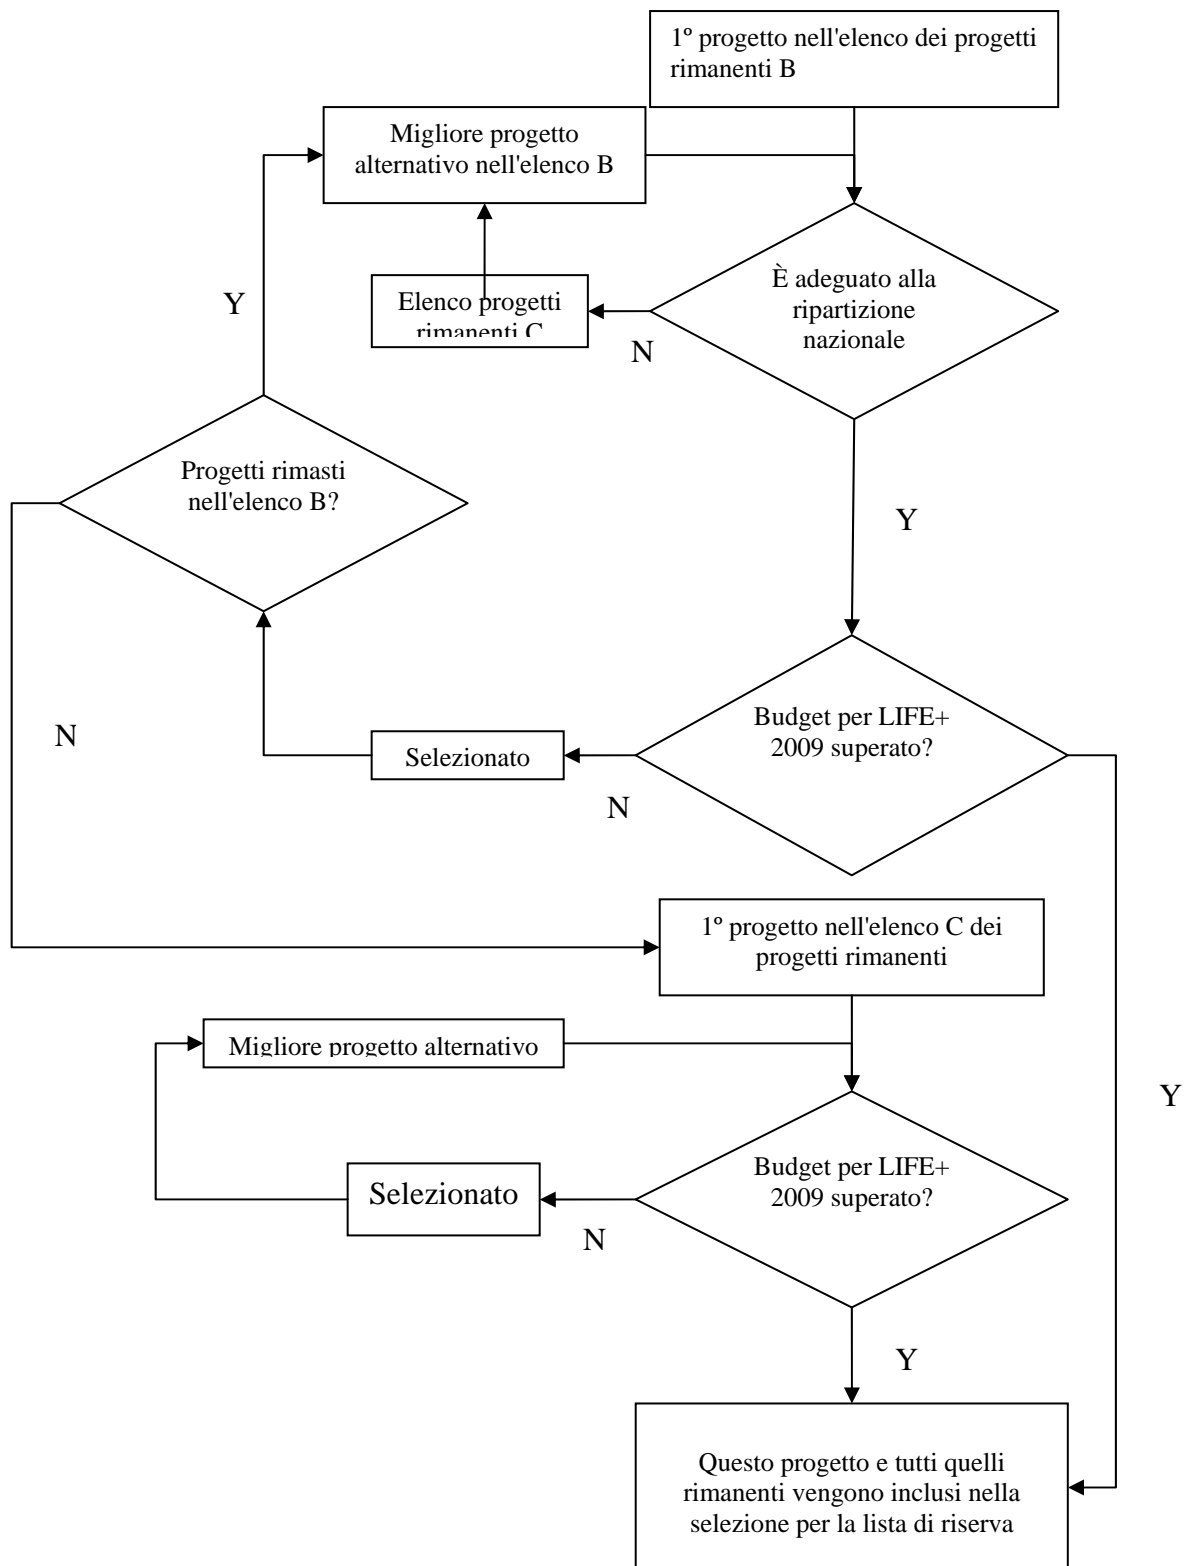 1º progetto nell'elenco dei progetti
rimanenti B
Migliore progetto
alternativo nell'elenco B
È adeguato alla
ripartizione
nazionale
Y
Elenco progetti
rimanenti C
N
Progetti rimasti
nell'elenco B?
Y
Budget per LIFE+
2009 superato?
N
Selezionato
N
1º progetto nell'elenco C dei
progetti rimanenti
Migliore progetto alternativo
Y
Budget per LIFE+
2009 superato?
Selezionato
N
Y
Questo progetto e tutti quelli
rimanenti vengono inclusi nella
selezione per la lista di riserva